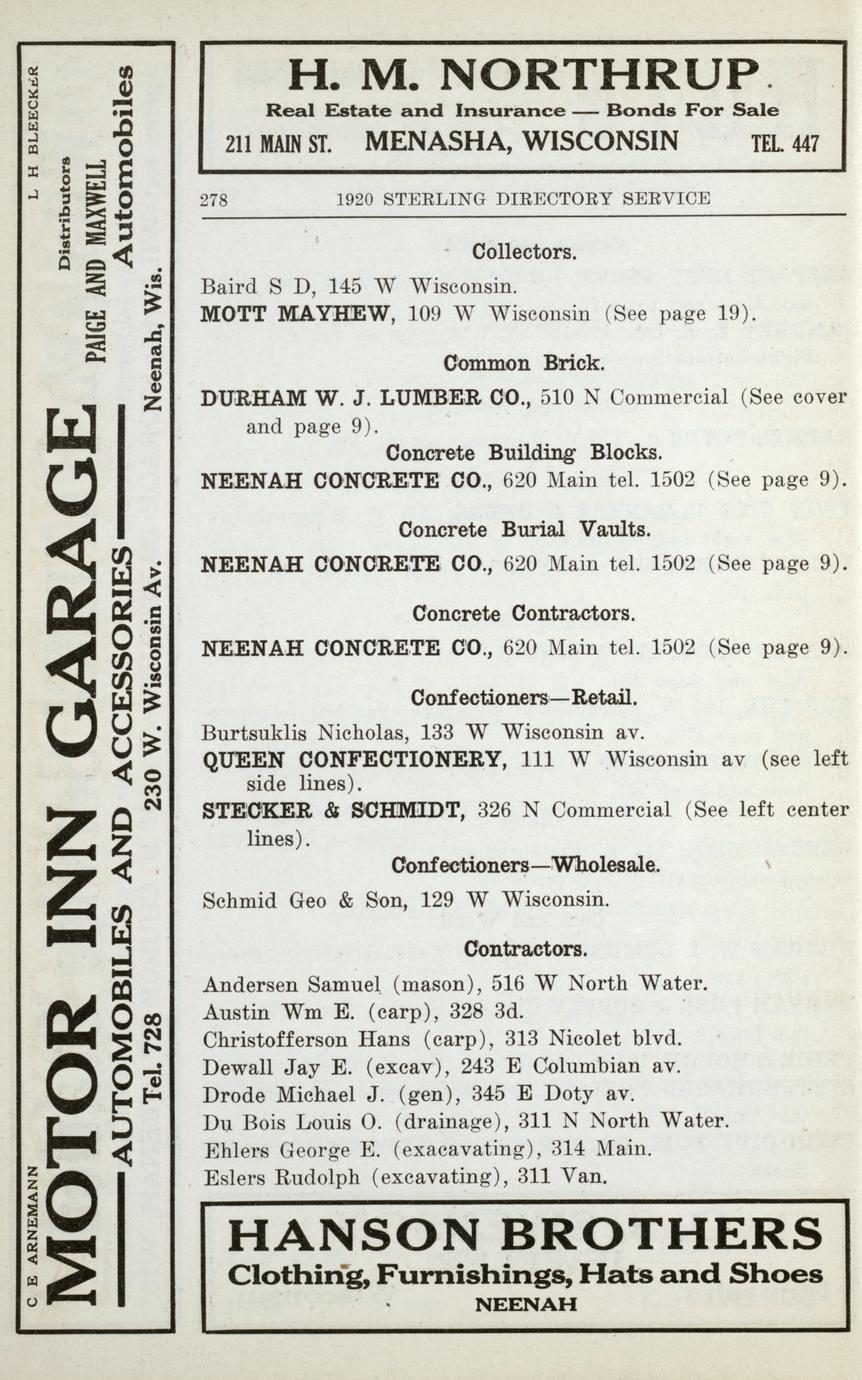 H. M. NORTHRUP.
Real Estate and Insurance — Bonds For Sale
211 MAIN ST. MENASHA, WISCONSIN TEL. 447
278 1920 STERLING DIRECTORY SERVICE
Collectors.
Baird S D, 145 W Wisconsin.
MOTT MAYHEW, 109 W Wisconsin (See page 19).
Common Brick.
DURHAM W. J. LUMBER CO., 510 N Commercial (See cover
and page 9).
Concrete Building Blocks.
NEENAH CONCRETE CO., 620 Main tel. 1502 (See page 9).
Concrete Burial Vaults.
NEENAH CONCRETE CO., 620 Main tel. 1502 (See page 9).
Concrete Contractors.
NEENAH CONCRETE CO., 620 Main tel. 1502 (See page 9).
Confectioners—Retail.
Burtsuklis Nicholas, 133 W Wisconsin av.
QUEEN CONFECTIONERY, 111 W Wisconsin av (see left
side lines).
STECKER & SCHMIDT, 326 N Commercial (See left center
lines).
Confectioners—Wholesale.
Schmid Geo & Son, 129 W Wisconsin.
Contractors.
Andersen Samuel (mason), 516 W North Water.
Austin Wm E. (carp), 328 3d.
Christofferson Hans (carp), 313 Nicolet blvd.
Dewall Jay E. (excav), 243 E Columbian av.
Drode Michael J. (gen), 345 E Doty av.
Du Bois Louis O. (drainage), 311 N North Water.
Ehlers George E. (exacavating), 314 Main.
Eslers Rudolph (excavating), 311 Van.
HANSON BROTHERS
Clothing, Furnishings, Hats and Shoes
NEENAH
C E ARNEMANN L H BLEECKER
MOTOR INN GARAGE
Distributors
PAIGE AND MAXWELL
Automobiles
AUTOMOBILES AND ACCESSORIES
Tel. 728 230 W. Wisconsin Av. Neenah, Wis.